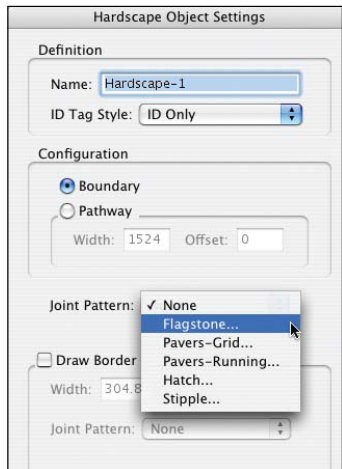 Hardscape Object Settings
Definition
Name: Hardscape-1
ID Tag Style: ID Only
Configuration
Boundary
Pathway
Width: 1524 Offset: 0
Joint Pattern: ✓ None
Flagstone...
Pavers-Grid...
Pavers-Running...
Hatch...
Stipple...
Draw Border
Width: 304.8
Joint Pattern: None